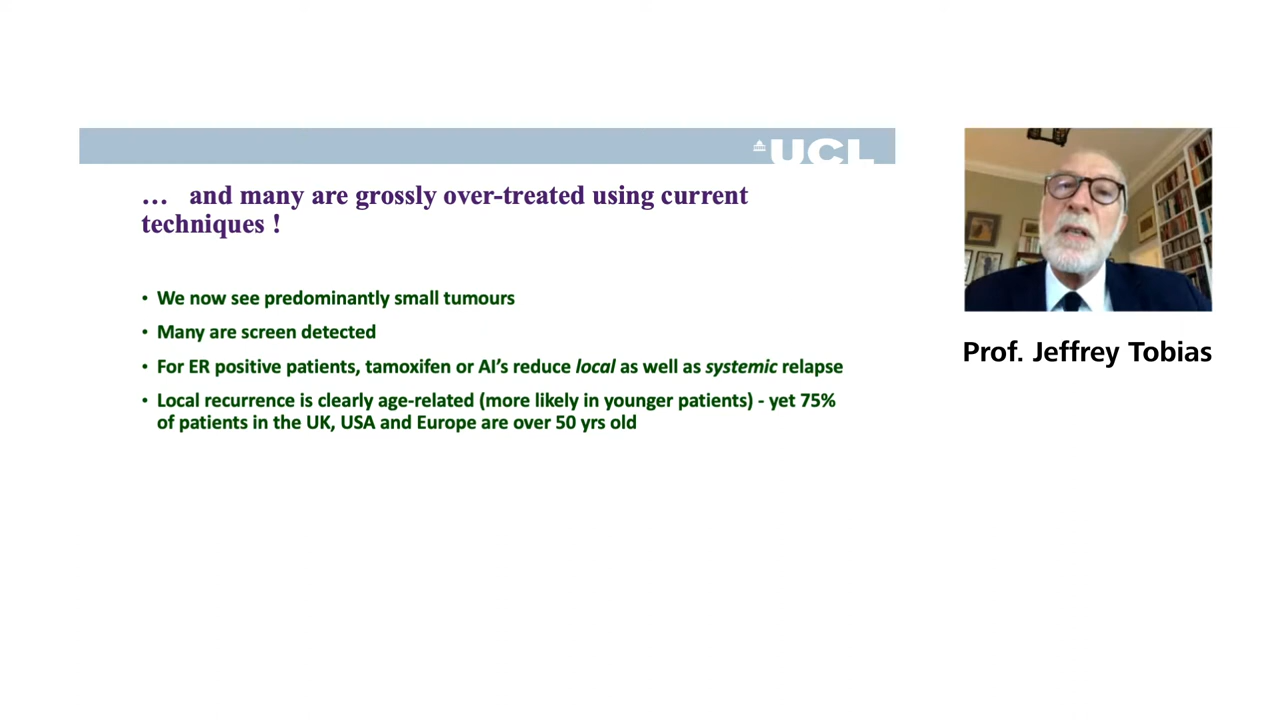 UCL
… and many are grossly over-treated using current
techniques !
• We now see predominantly small tumours
• Many are screen detected
• For ER positive patients, tamoxifen or AI’s reduce local as well as systemic relapse
• Local recurrence is clearly age-related (more likely in younger patients) - yet 75%
of patients in the UK, USA and Europe are over 50 yrs old
Prof. Jeffrey Tobias